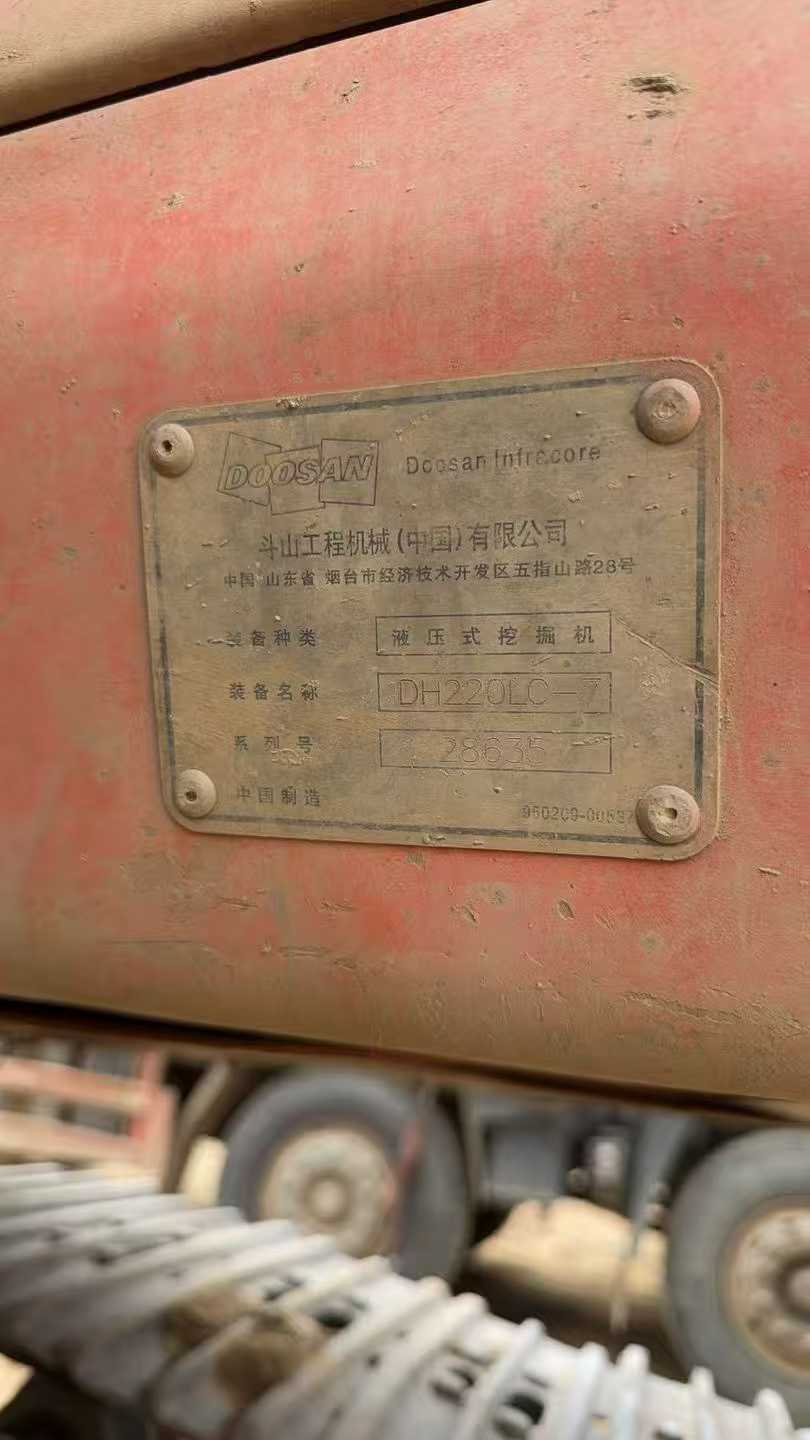 DOOSAN Doosan Infracore
斗山工程机械(中国)有限公司
中国 山东省 烟台市经济技术开发区五指山路28号
装备种类 液压式挖掘机
装备名称 DH220LC-7
系列号 28635
中国制造